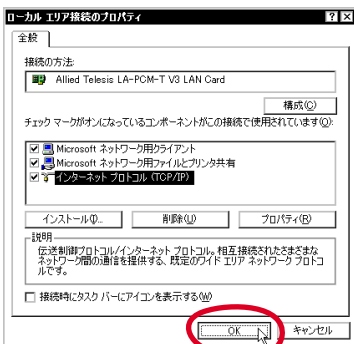 ローカル エリア接続のプロパティ
全般
接続の方法:
Allied Telesis LA-PCM-T V3 LAN Card
構成(C)
チェック マークがオンになっているコンポーネントがこの接続で使用されています(O):
Microsoft ネットワーク用クライアント
Microsoft ネットワーク用ファイルとプリンタ共有
インターネット プロトコル (TCP/IP)
インストール(I)...
削除(U)
プロパティ(R)
説明
伝送制御プロトコル/インターネット プロトコル。相互接続されたさまざまな
ネットワーク間の通信を提供する、既定のワイド エリア ネットワーク プロトコ
ルです。
接続時にタスク バーにアイコンを表示する(W)
OK
キャンセル